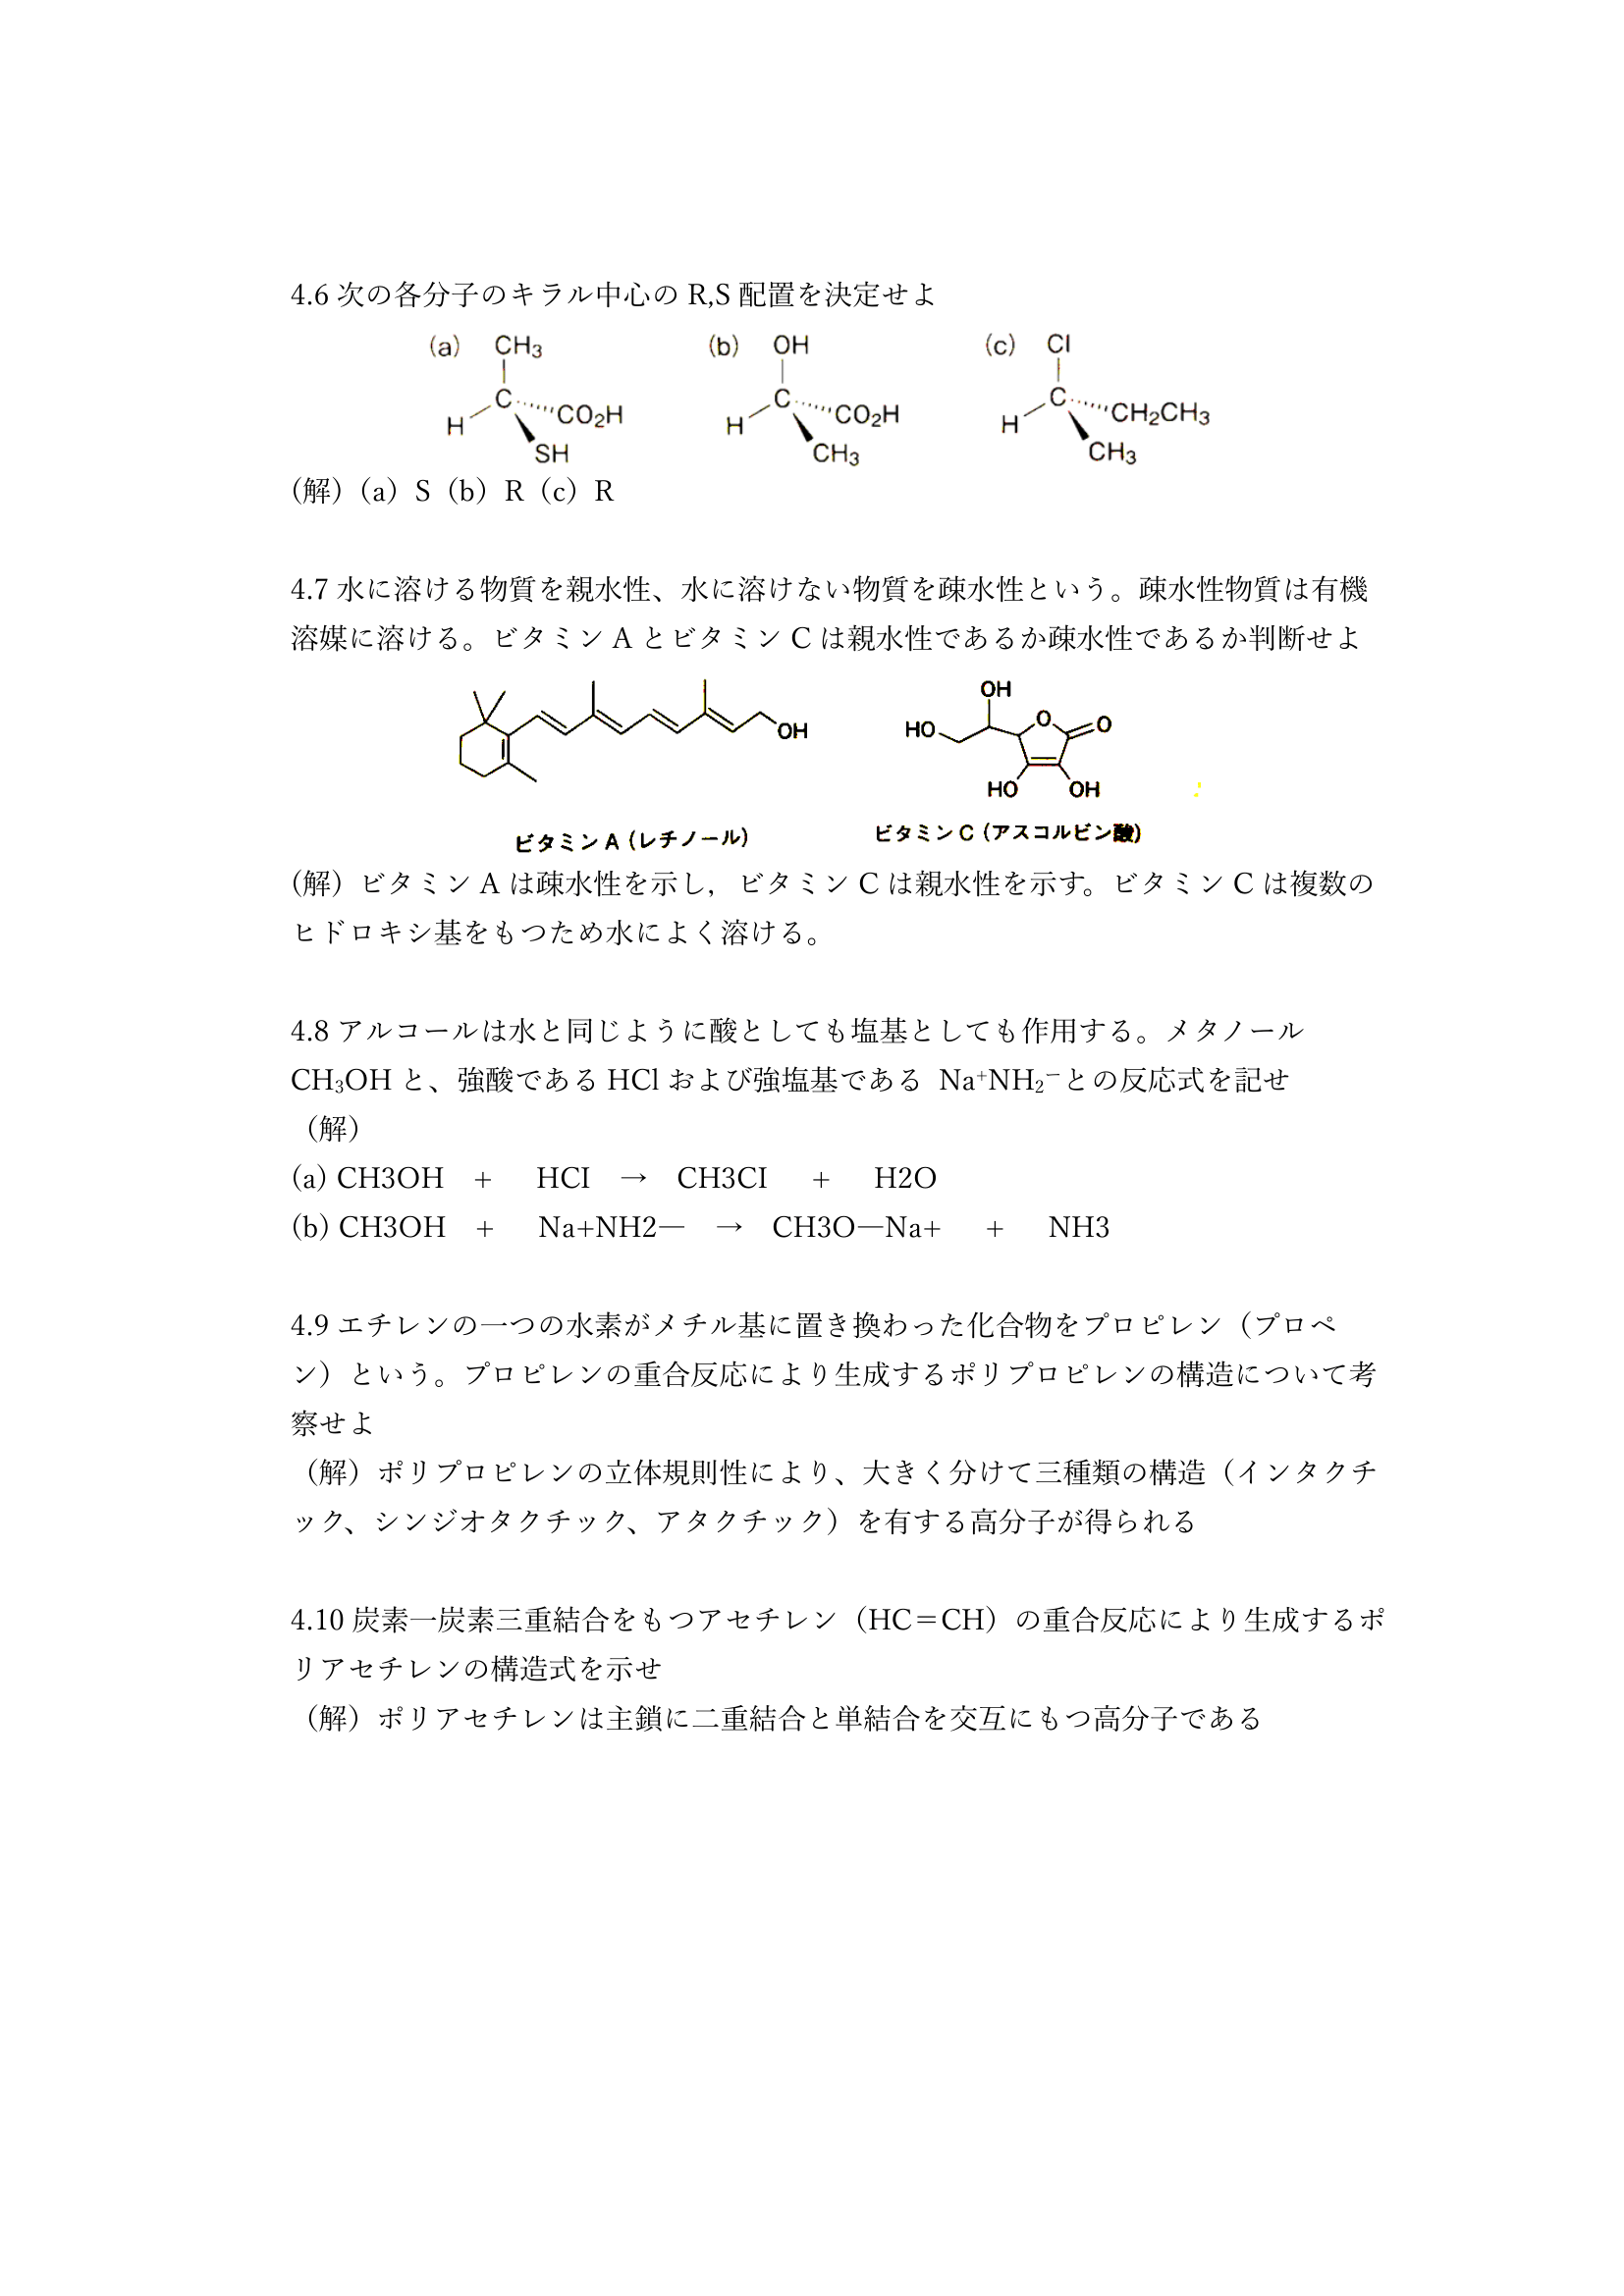 4.6 次の各分子のキラル中心の R,S 配置を決定せよ
(a) CH₃ C H CO₂H SH
(b) OH C H CO₂H CH₃
(c) Cl C H CH₂CH₃ CH₃
（解）（a）S（b）R（c）R
4.7 水に溶ける物質を親水性、水に溶けない物質を疎水性という。疎水性物質は有機
溶媒に溶ける。ビタミン A とビタミン C は親水性であるか疎水性であるか判断せよ
OH
OH HO O O HO OH
ビタミン A (レチノール)
ビタミン C (アスコルビン酸)
（解）ビタミン A は疎水性を示し，ビタミン C は親水性を示す。ビタミン C は複数の
ヒドロキシ基をもつため水によく溶ける。
4.8 アルコールは水と同じように酸としても塩基としても作用する。メタノール
CH₃OH と、強酸である HCl および強塩基である Na⁺NH₂⁻との反応式を記せ
（解）
(a) CH3OH + HCI → CH3CI + H2O
(b) CH3OH + Na+NH2— → CH3O—Na+ + NH3
4.9 エチレンの一つの水素がメチル基に置き換わった化合物をプロピレン（プロペ
ン）という。プロピレンの重合反応により生成するポリプロピレンの構造について考
察せよ
（解）ポリプロピレンの立体規則性により、大きく分けて三種類の構造（インタクチ
ック、シンジオタクチック、アタクチック）を有する高分子が得られる
4.10 炭素一炭素三重結合をもつアセチレン（HC＝CH）の重合反応により生成するポ
リアセチレンの構造式を示せ
（解）ポリアセチレンは主鎖に二重結合と単結合を交互にもつ高分子である